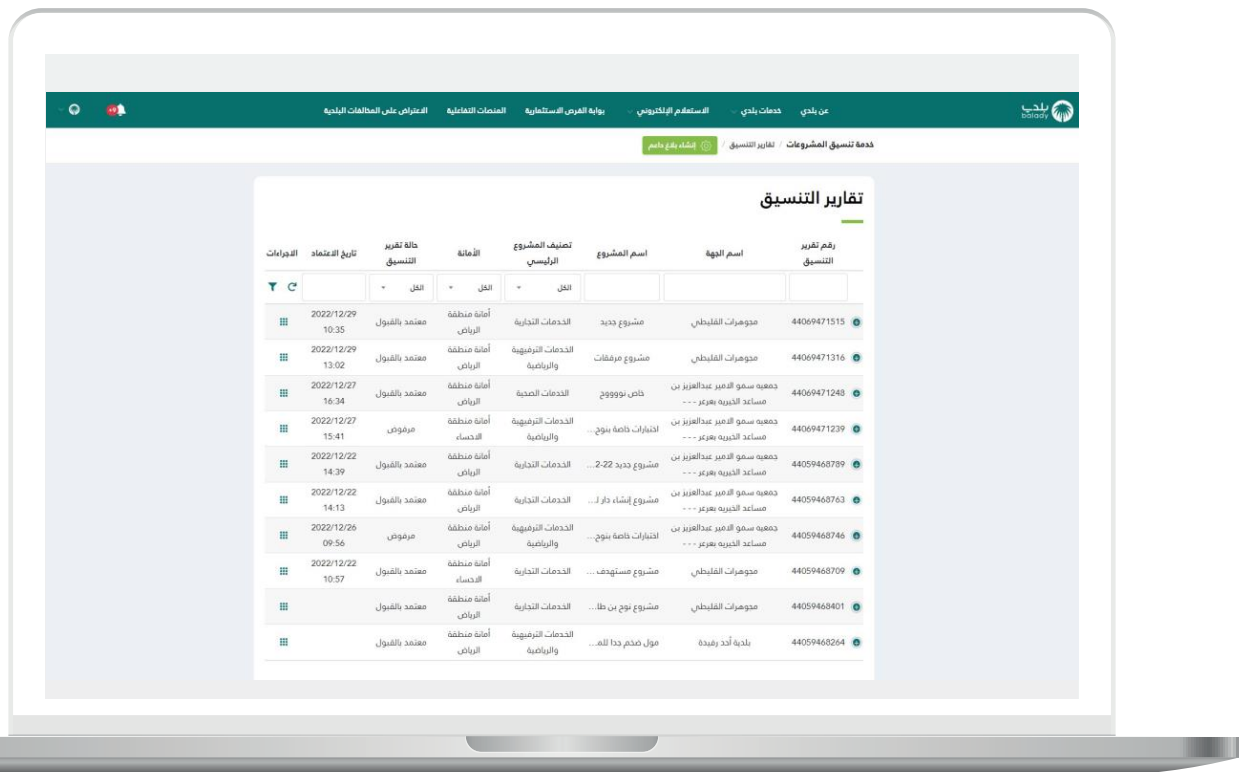 بلدي
balady
عن بلدي
خدمات بلدي
الاستعلام الإلكتروني
بوابة الفرص الاستثمارية
المنصات التفاعلية
الاعتراض على المخالفات البلدية
+9
خدمة تنسيق المشروعات / تقارير التنسيق / إنشاء بلاغ داعم
تقارير التنسيق
رقم تقرير التنسيق
اسم الجهة
اسم المشروع
تصنيف المشروع الرئيسي
الأمانة
حالة تقرير التنسيق
تاريخ الاعتماد
الاجراءات
الكل
الكل
الكل
44069471515 مجوهرات القليطي مشروع جديد الخدمات التجارية أمانة منطقة الرياض معتمد بالقبول 2022/12/29 10:35
44069471316 مجوهرات القليطي مشروع مرفقات الخدمات الترفيهية والرياضية أمانة منطقة الرياض معتمد بالقبول 2022/12/29 13:02
44069471248 جمعيه سمو الامير عبدالعزيز بن مساعد الخيريه بعرعر - - - خاص نووووح الخدمات الصحية أمانة منطقة الرياض معتمد بالقبول 2022/12/27 16:34
44069471239 جمعيه سمو الامير عبدالعزيز بن مساعد الخيريه بعرعر - - - اختبارات خاصة بنوح... الخدمات الترفيهية والرياضية أمانة منطقة الاحساء مرفوض 2022/12/27 15:41
44059468789 جمعيه سمو الامير عبدالعزيز بن مساعد الخيريه بعرعر - - - مشروع جديد 22-2... الخدمات التجارية أمانة منطقة الرياض معتمد بالقبول 2022/12/22 14:39
44059468763 جمعيه سمو الامير عبدالعزيز بن مساعد الخيريه بعرعر - - - مشروع إنشاء دار لـ... الخدمات التجارية أمانة منطقة الرياض معتمد بالقبول 2022/12/22 14:13
44059468746 جمعيه سمو الامير عبدالعزيز بن مساعد الخيريه بعرعر - - - اختبارات خاصة بنوح... الخدمات الترفيهية والرياضية أمانة منطقة الرياض مرفوض 2022/12/26 09:56
44059468709 مجوهرات القليطي مشروع مستهدف ... الخدمات التجارية أمانة منطقة الاحساء معتمد بالقبول 2022/12/22 10:57
44059468401 مجوهرات القليطي مشروع نوح بن طا... الخدمات التجارية أمانة منطقة الرياض معتمد بالقبول
44059468264 بلدية أحد رفيدة مول ضخم جدا للمـ... الخدمات الترفيهية والرياضية أمانة منطقة الرياض معتمد بالقبول